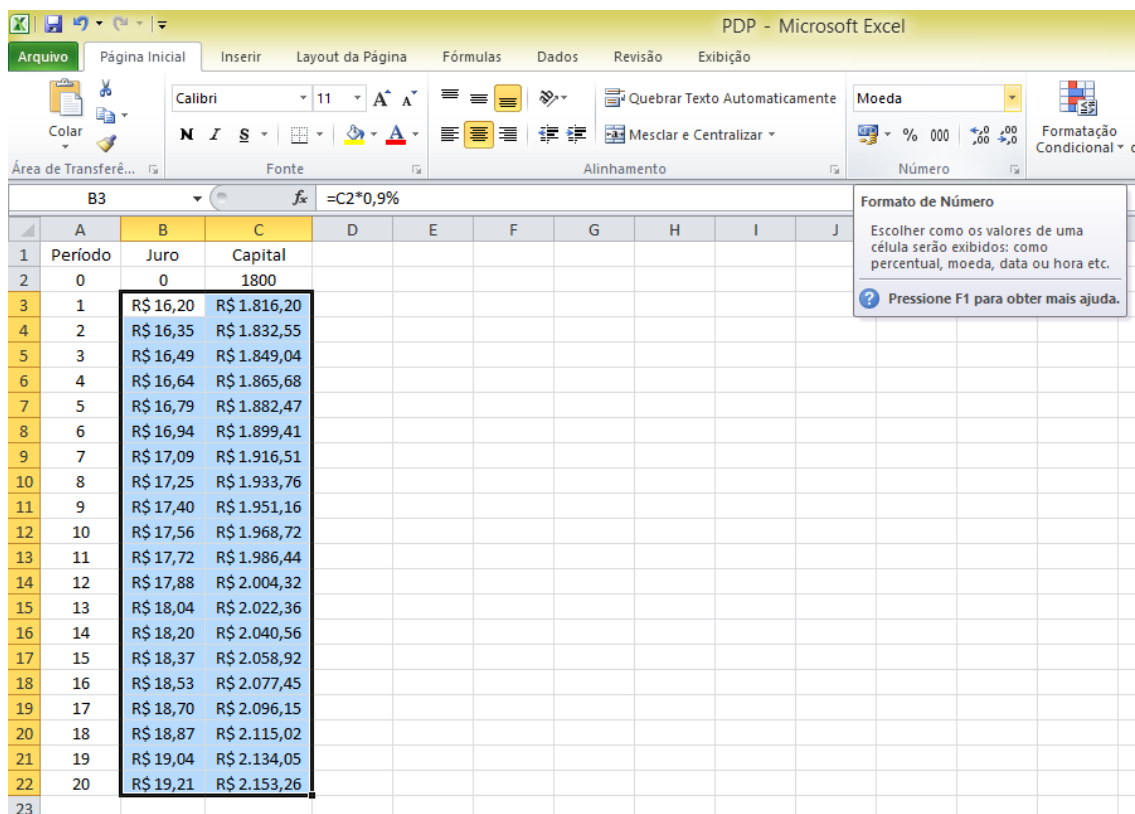 PDP - Microsoft Excel
Arquivo Página Inicial Inserir Layout da Página Fórmulas Dados Revisão Exibição
Colar
Calibri 11 A A
Quebrar Texto Automaticamente
Moeda
N I S A
Mesclar e Centralizar
% 000 ,0 ,00 ,00 ,0
Formatação
Condicional
Área de Transferê... Fonte Alinhamento Número
B3 fx =C2*0,9%
Formato de Número
Escolher como os valores de uma
célula serão exibidos: como
percentual, moeda, data ou hora etc.
Pressione F1 para obter mais ajuda.
A B C D E F G H I J
1 Período Juro Capital
2 0 0 1800
3 1 R$ 16,20 R$ 1.816,20
4 2 R$ 16,35 R$ 1.832,55
5 3 R$ 16,49 R$ 1.849,04
6 4 R$ 16,64 R$ 1.865,68
7 5 R$ 16,79 R$ 1.882,47
8 6 R$ 16,94 R$ 1.899,41
9 7 R$ 17,09 R$ 1.916,51
10 8 R$ 17,25 R$ 1.933,76
11 9 R$ 17,40 R$ 1.951,16
12 10 R$ 17,56 R$ 1.968,72
13 11 R$ 17,72 R$ 1.986,44
14 12 R$ 17,88 R$ 2.004,32
15 13 R$ 18,04 R$ 2.022,36
16 14 R$ 18,20 R$ 2.040,56
17 15 R$ 18,37 R$ 2.058,92
18 16 R$ 18,53 R$ 2.077,45
19 17 R$ 18,70 R$ 2.096,15
20 18 R$ 18,87 R$ 2.115,02
21 19 R$ 19,04 R$ 2.134,05
22 20 R$ 19,21 R$ 2.153,26
23